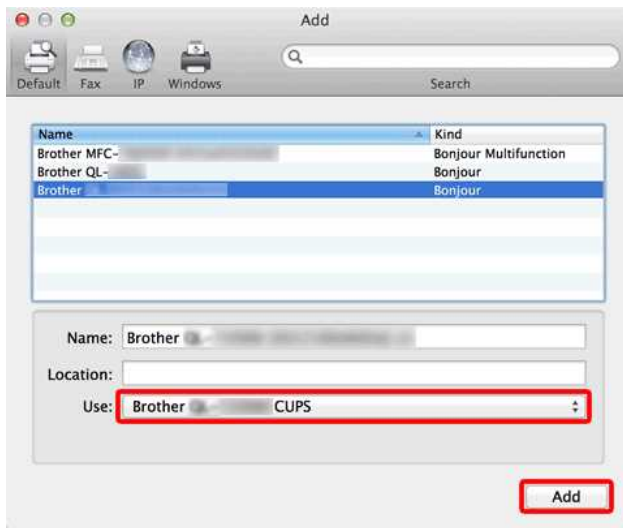 Add
Default Fax IP Windows Search
Name Kind
Brother MFC- Bonjour Multifunction
Brother QL- Bonjour
Brother Bonjour
Name: Brother
Location:
Use: Brother CUPS
Add